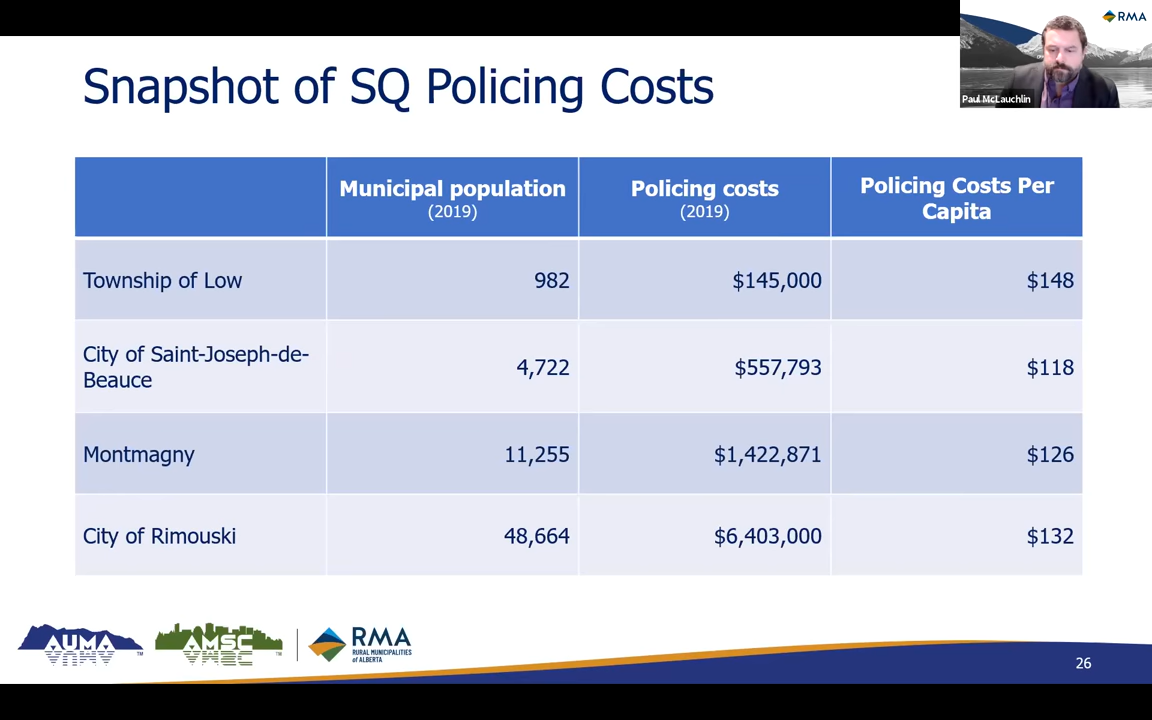 RMA
Paul McLauchlin
Snapshot of SQ Policing Costs
Municipal population
(2019)
Policing costs
(2019)
Policing Costs Per
Capita
Township of Low
982
$145,000
$148
City of Saint-Joseph-de-
Beauce
4,722
$557,793
$118
Montmagny
11,255
$1,422,871
$126
City of Rimouski
48,664
$6,403,000
$132
AUMA
TM
AMSC
TM
RMA
RURAL MUNICIPALITIES
of ALBERTA
26